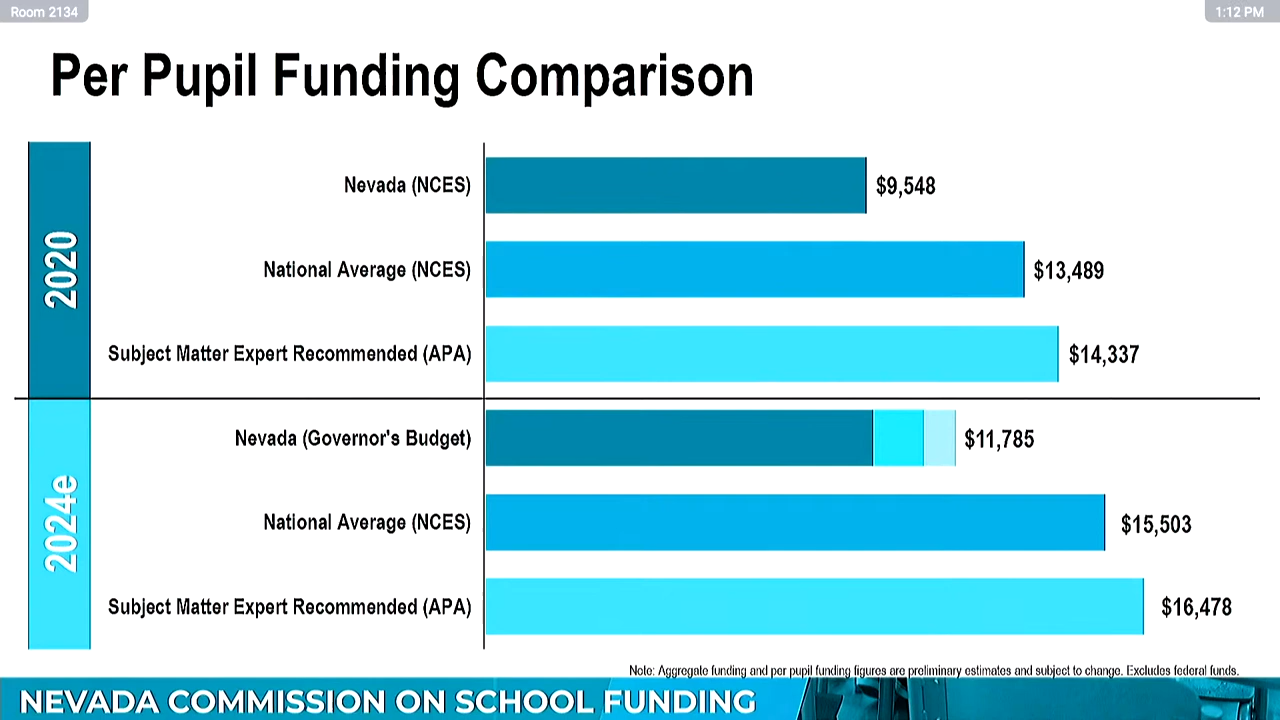 Room 2134
1:12 PM
Per Pupil Funding Comparison
2020
Nevada (NCES)
$9,548
National Average (NCES)
$13,489
Subject Matter Expert Recommended (APA)
$14,337
2024e
Nevada (Governor's Budget)
$11,785
National Average (NCES)
$15,503
Subject Matter Expert Recommended (APA)
$16,478
Note: Aggregate funding and per pupil funding figures are preliminary estimates and subject to change. Excludes federal funds.
NEVADA COMMISSION ON SCHOOL FUNDING